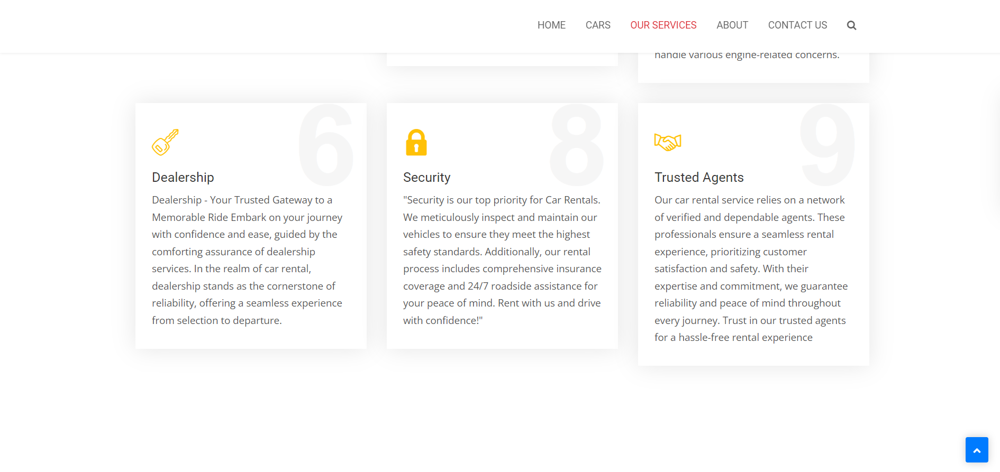 HOME CARS OUR SERVICES ABOUT CONTACT US
handle various engine-related concerns.
6
Dealership
Dealership - Your Trusted Gateway to a
Memorable Ride Embark on your journey
with confidence and ease, guided by the
comforting assurance of dealership
services. In the realm of car rental,
dealership stands as the cornerstone of
reliability, offering a seamless experience
from selection to departure.
8
Security
"Security is our top priority for Car Rentals.
We meticulously inspect and maintain our
vehicles to ensure they meet the highest
safety standards. Additionally, our rental
process includes comprehensive insurance
coverage and 24/7 roadside assistance for
your peace of mind. Rent with us and drive
with confidence!"
9
Trusted Agents
Our car rental service relies on a network
of verified and dependable agents. These
professionals ensure a seamless rental
experience, prioritizing customer
satisfaction and safety. With their
expertise and commitment, we guarantee
reliability and peace of mind throughout
every journey. Trust in our trusted agents
for a hassle-free rental experience